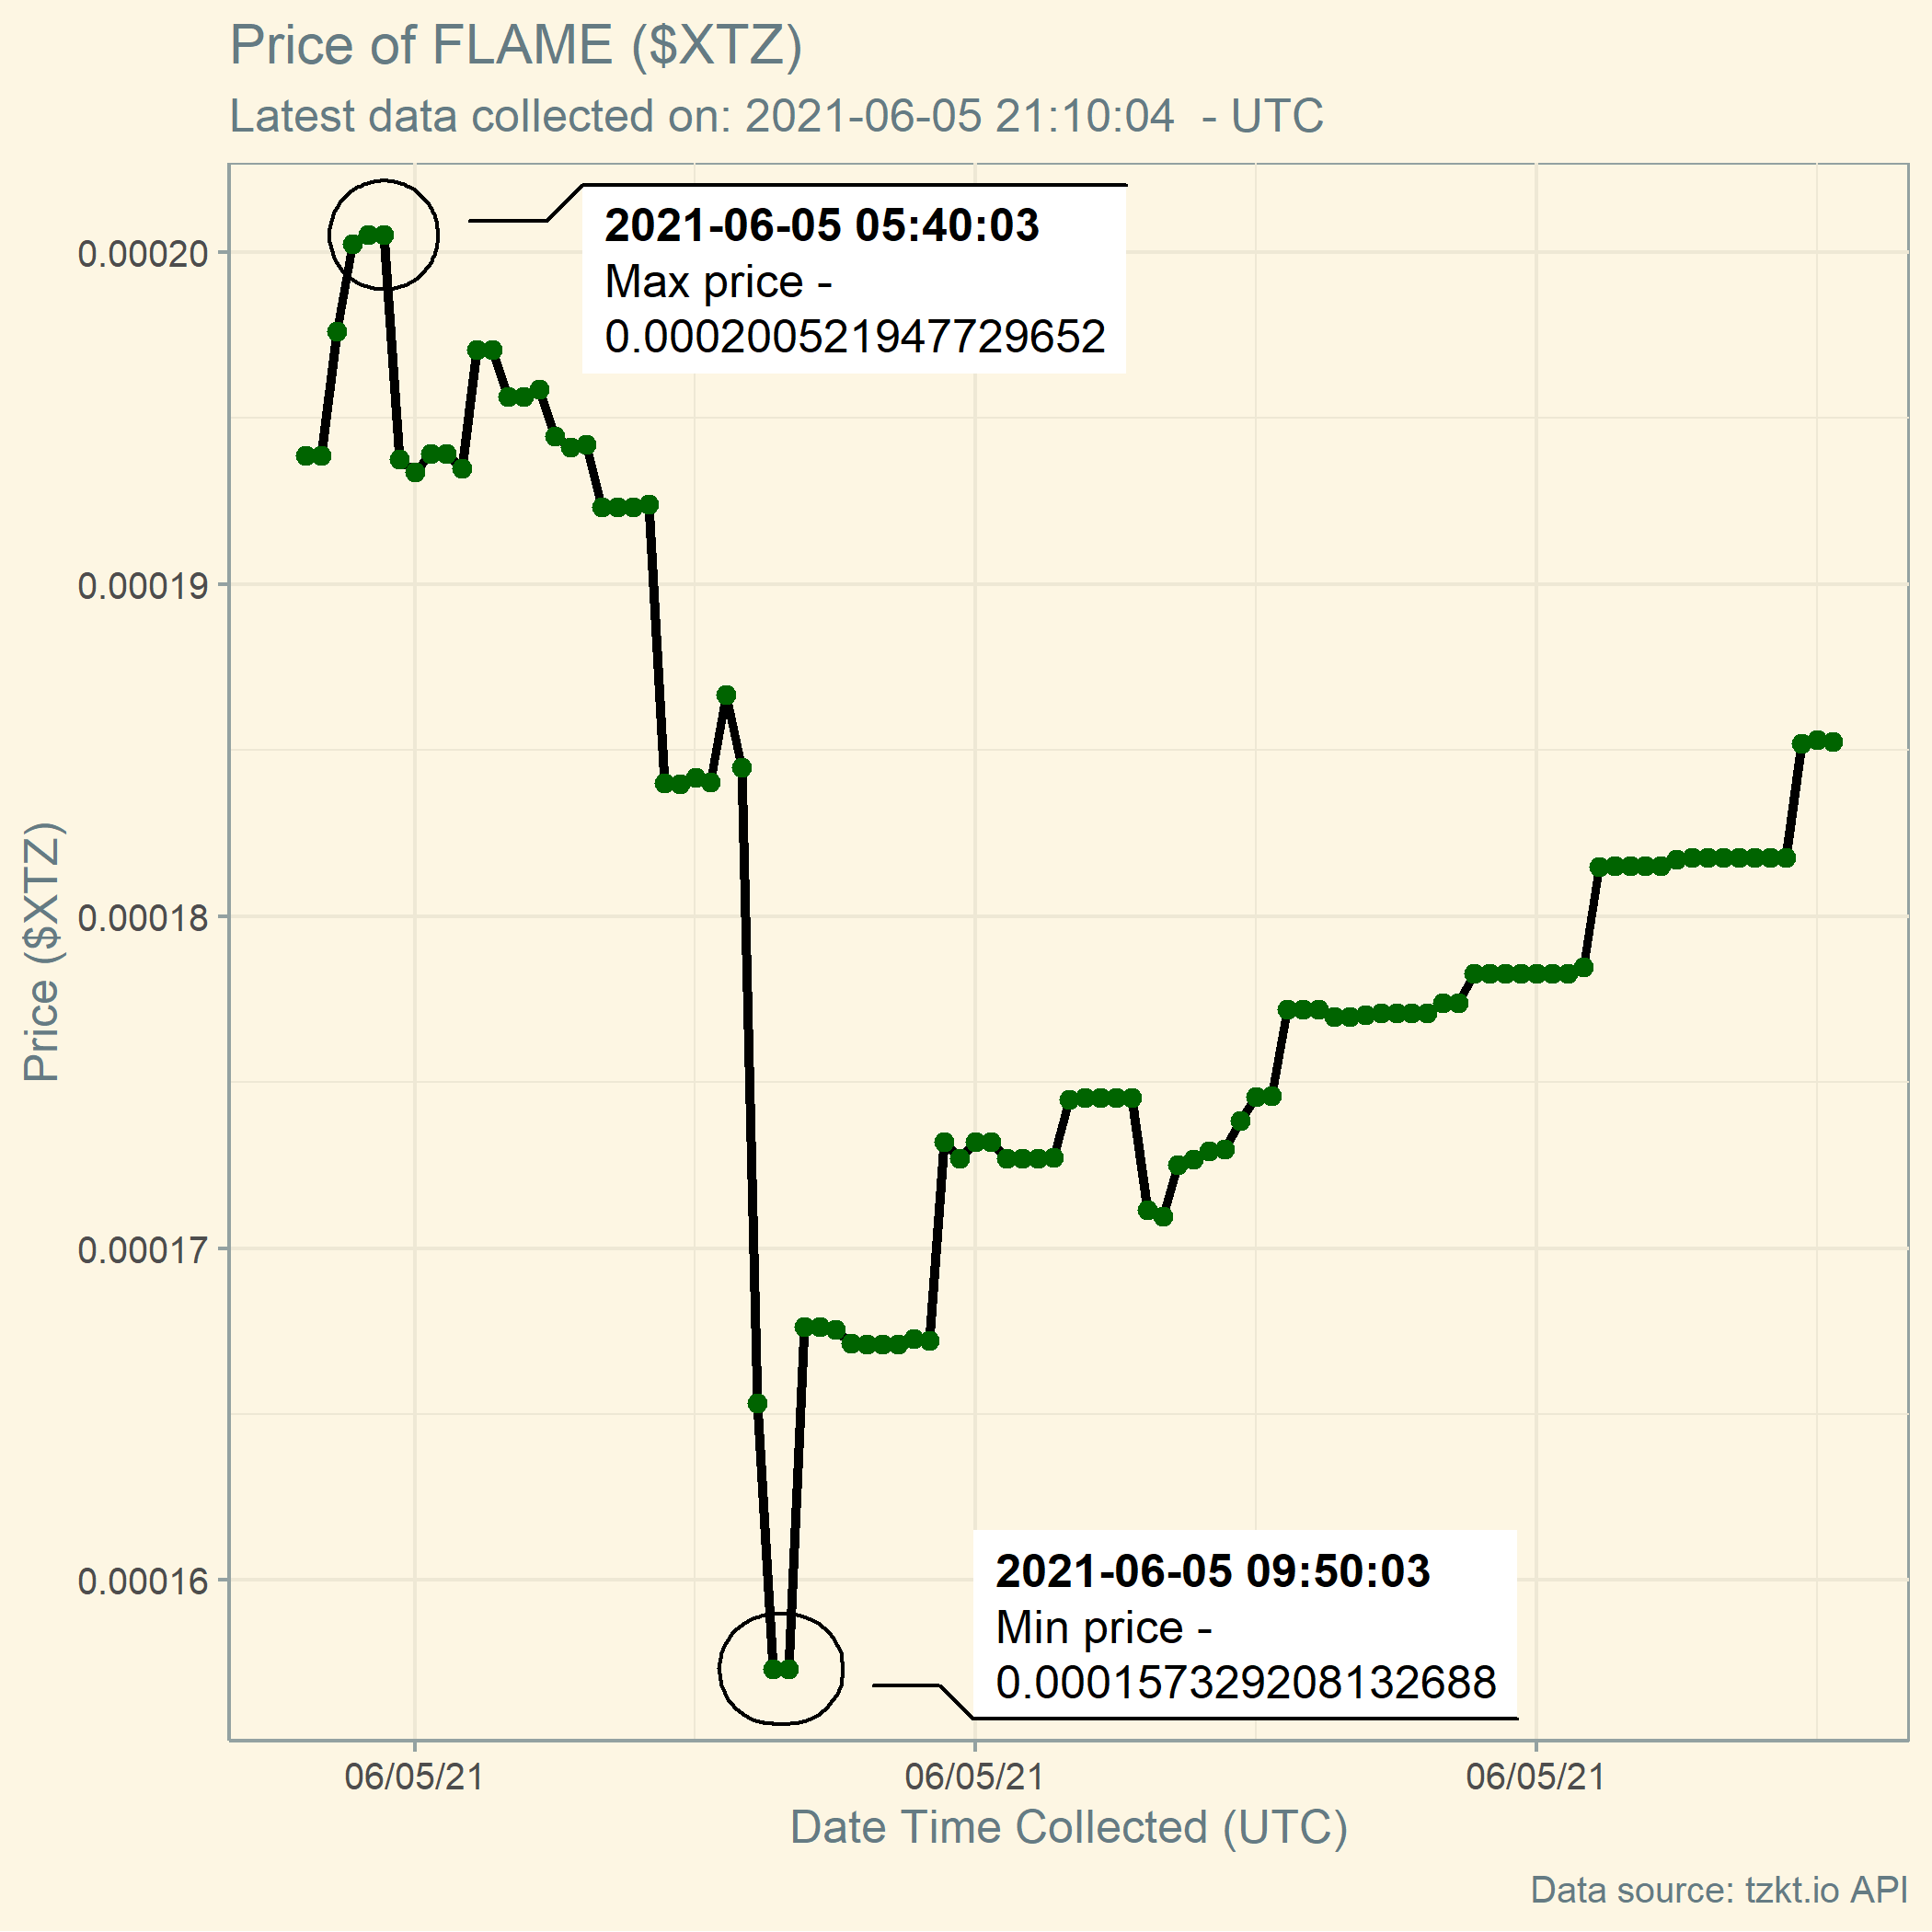 Price of FLAME ($XTZ)
Latest data collected on: 2021-06-05 21:10:04 - UTC
2021-06-05 05:40:03
Max price -
0.000200521947729652
0.00020
0.00019
0.00018
0.00017
0.00016
Price ($XTZ)
2021-06-05 09:50:03
Min price -
0.000157329208132688
06/05/21
06/05/21
06/05/21
Date Time Collected (UTC)
Data source: tzkt.io API